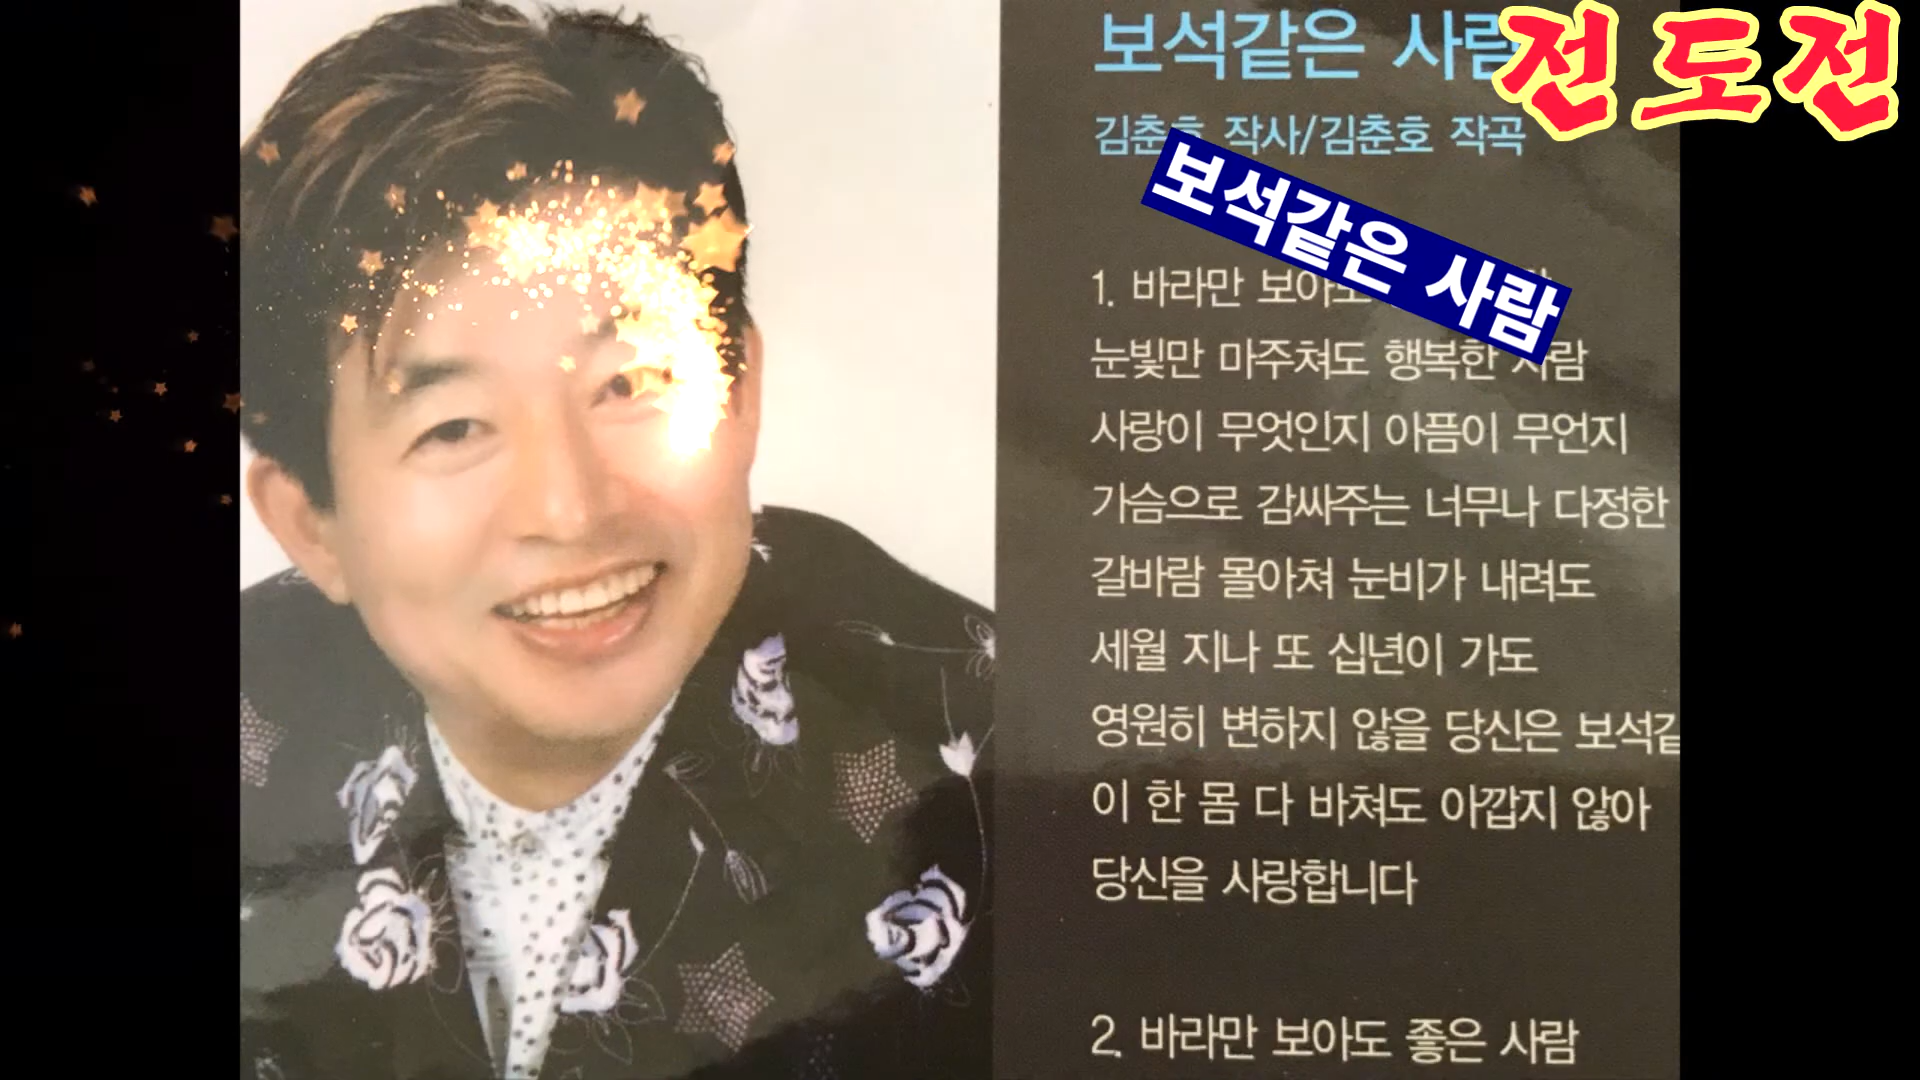 보석같은 사람
전도전
김춘호 작사/김춘호 작곡
보석같은 사람
1. 바라만 보아도
눈빛만 마주쳐도 행복한 사람
사랑이 무엇인지 아픔이 무언지
가슴으로 감싸주는 너무나 다정한
갈바람 몰아쳐 눈비가 내려도
세월 지나 또 십년이 가도
영원히 변하지 않을 당신은 보석같
이 한 몸 다 바쳐도 아깝지 않아
당신을 사랑합니다
2. 바라만 보아도 좋은 사람